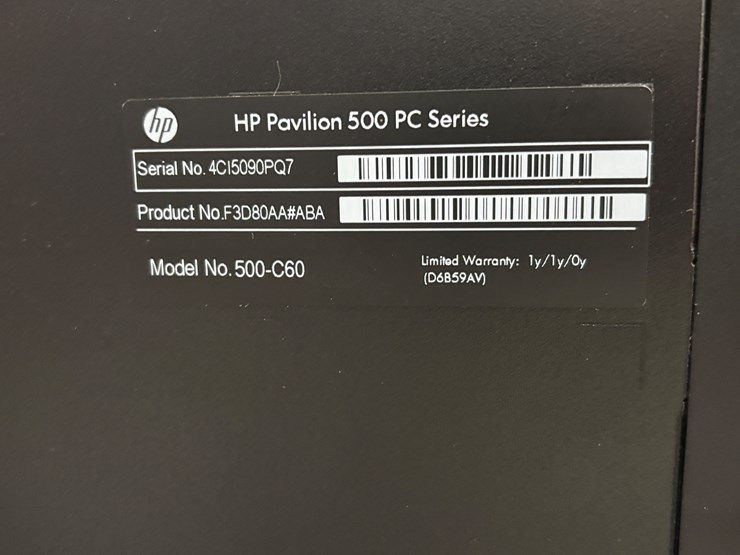 hp
HP Pavilion 500 PC Series
Serial No. 4CI5090PQ7
Product No.F3D80AA#ABA
Model No. 500-C60
Limited Warranty: 1y/1y/0y
(D6B59AV)